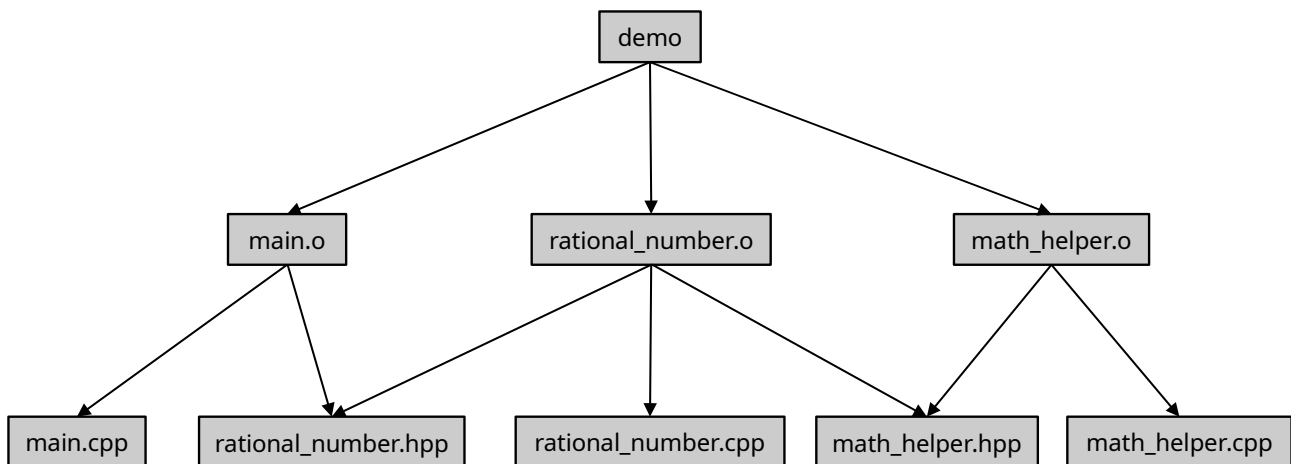 demo
main.o
rational_number.o
math_helper.o
main.cpp
rational_number.hpp
rational_number.cpp
math_helper.hpp
math_helper.cpp